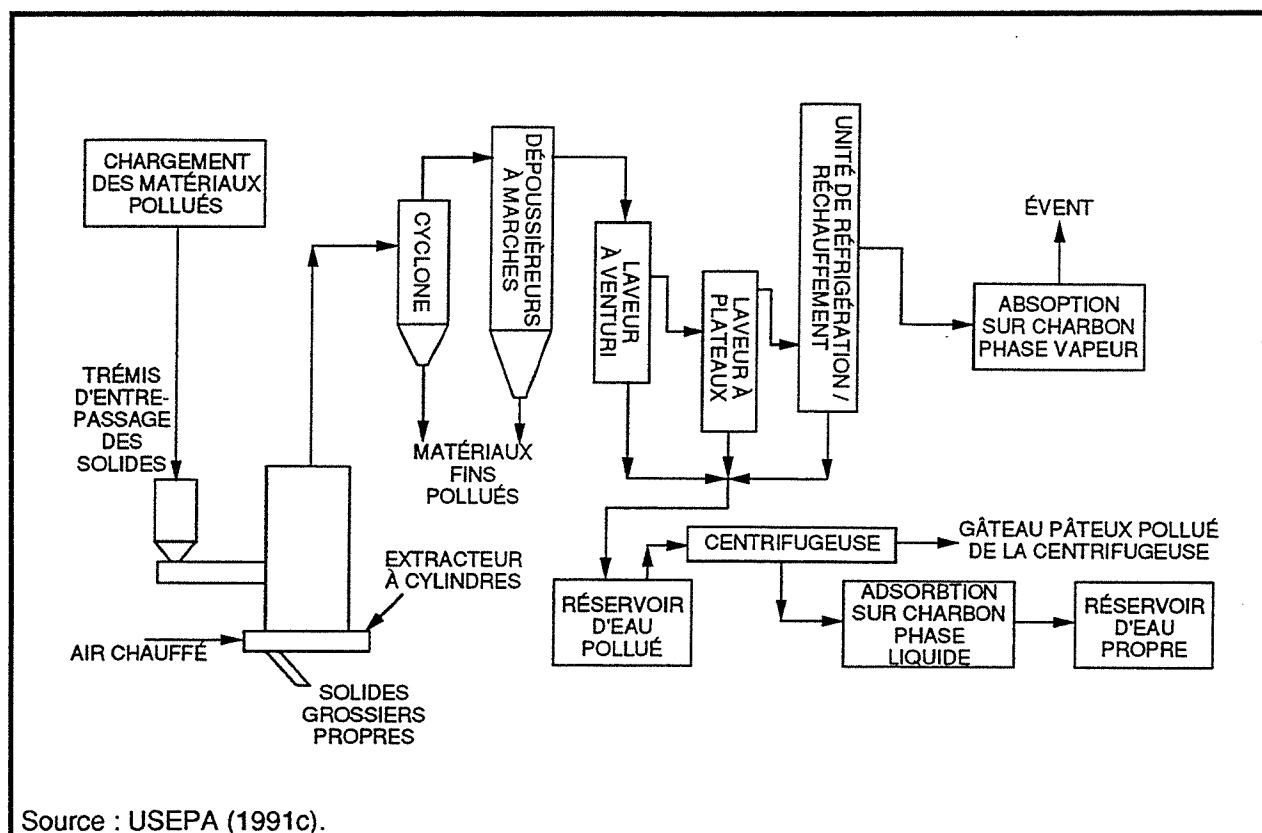 CHARGEMENT
DES MATÉRIAUX
POLLUÉS
TRÉMIS
D'ENTRE-
PASSAGE
DES
SOLIDES
AIR CHAUFFÉ
SOLIDES
GROSSIERS
PROPRES
EXTRACTEUR
À CYLINDRES
CYCLONE
DÉPOUSSIÈREURS
À MARCHES
MATÉRIAUX
FINS
POLLUÉS
LAVEUR
À VENTURI
LAVEUR À
PLATEAUX
UNITÉ DE RÉFRIGÉRATION /
RÉCHAUFFEMENT
ÉVENT
ABSOPTION
SUR CHARBON
PHASE VAPEUR
RÉSERVOIR
D'EAU
POLLUÉ
CENTRIFUGEUSE
GÂTEAU PÂTEUX POLLUÉ
DE LA CENTRIFUGEUSE
ADSORBTION
SUR CHARBON
PHASE
LIQUIDE
RÉSERVOIR
D'EAU
PROPRE
Source : USEPA (1991c).